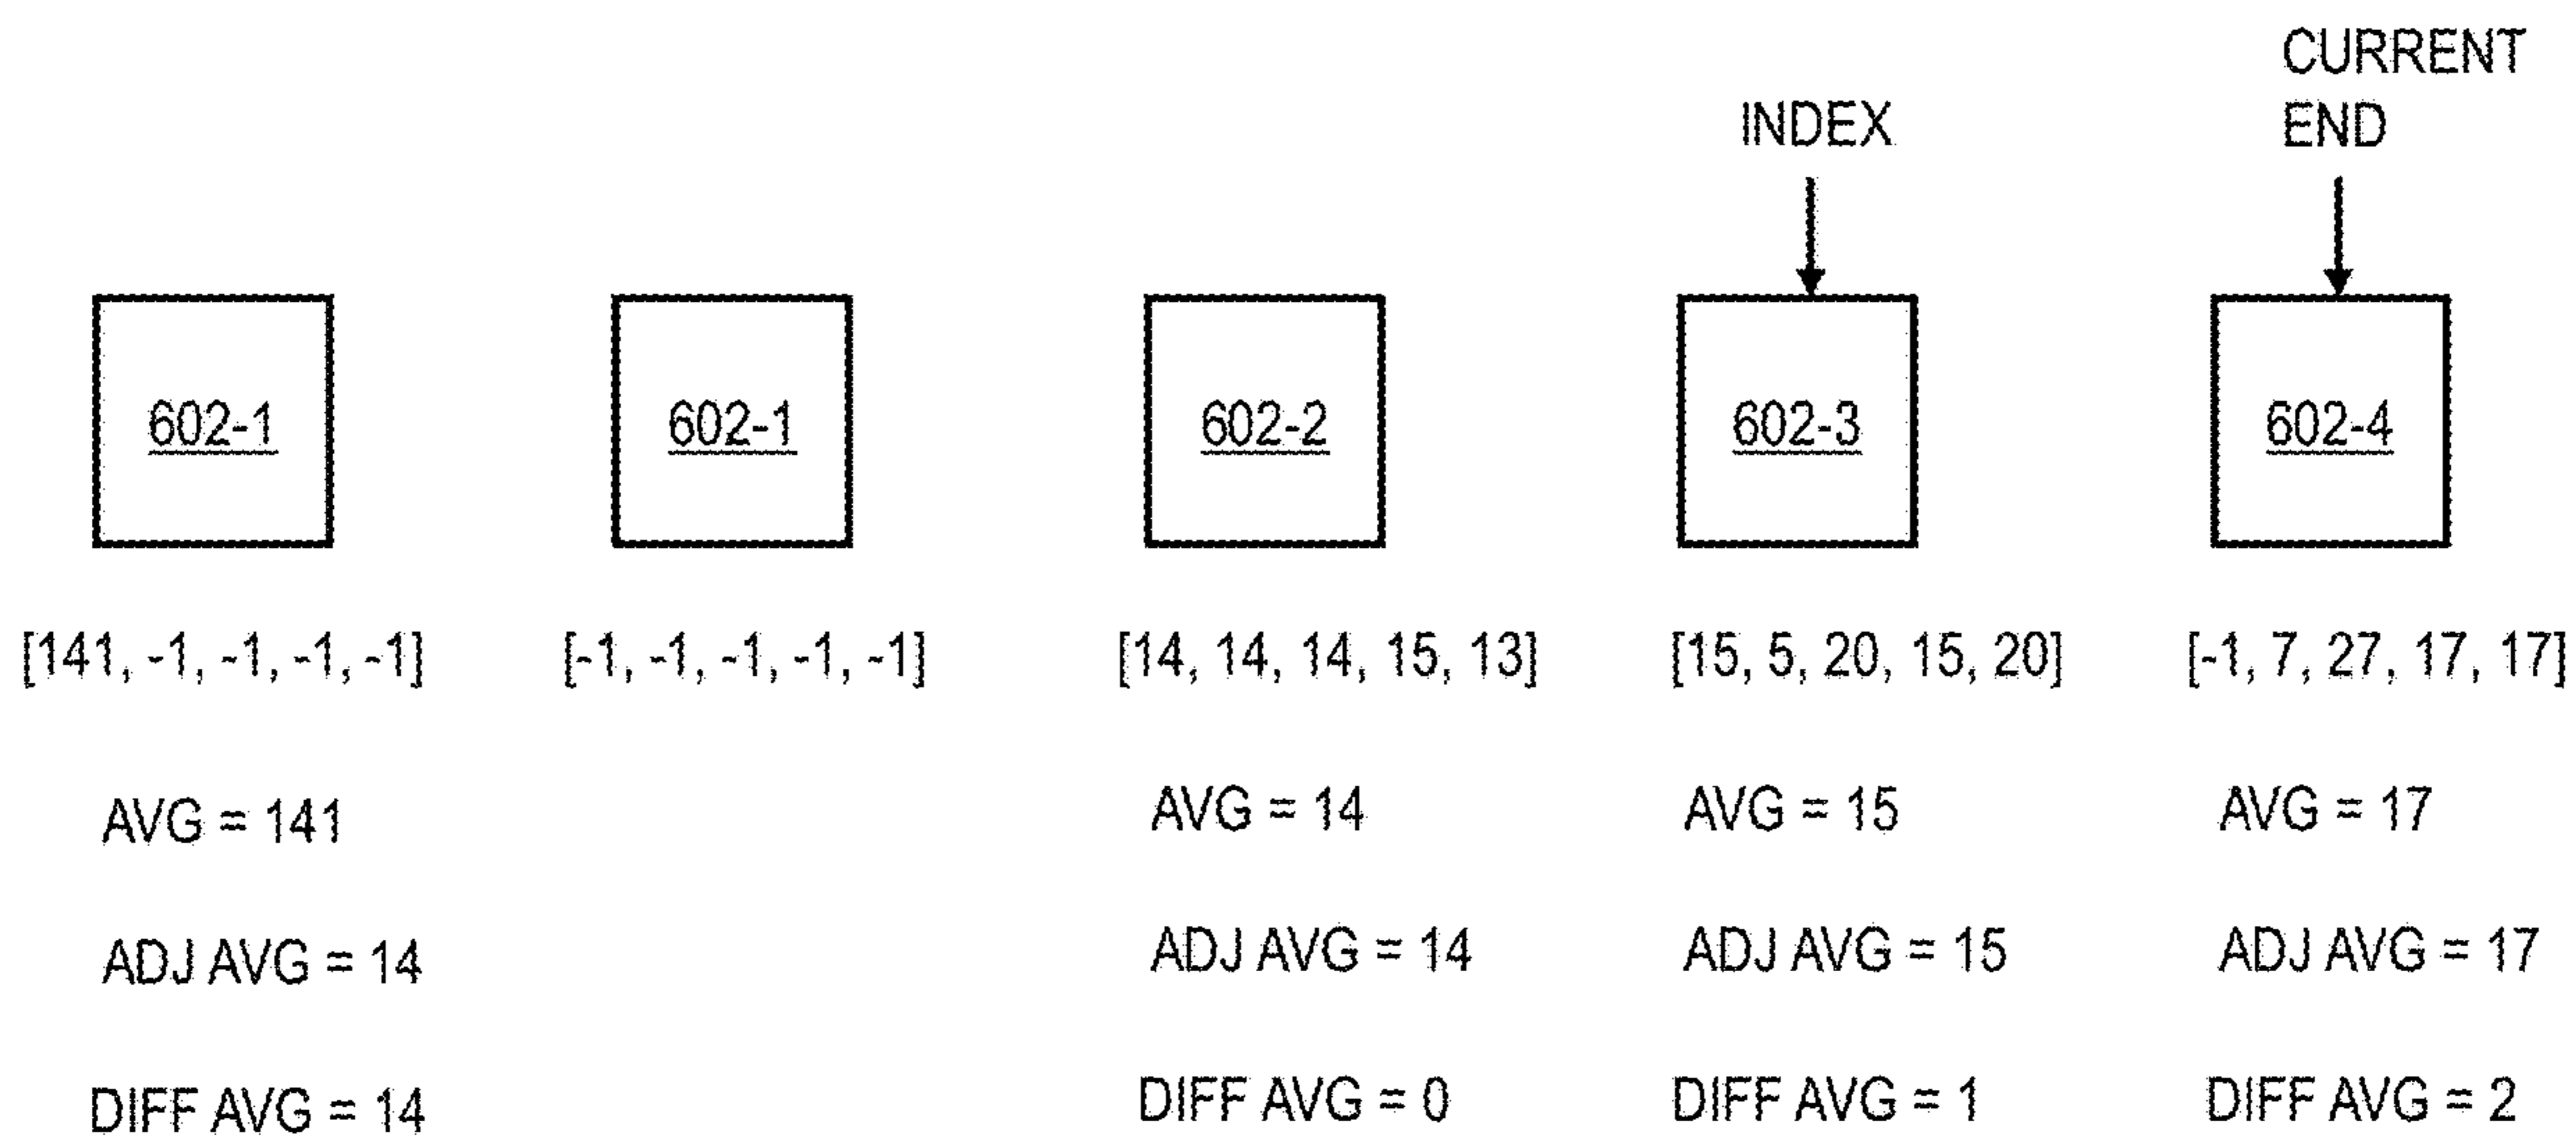 CURRENT
INDEX END
602-1 602-1 602-2 602-3 602-4
[141, -1, -1, -1, -1] [-1, -1, -1, -1, -1] [14, 14, 14, 15, 13] [15, 5, 20, 15, 20] [-1, 7, 27, 17, 17]
AVG = 141 AVG = 14 AVG = 15 AVG = 17
ADJ AVG = 14 ADJ AVG = 14 ADJ AVG = 15 ADJ AVG = 17
DIFF AVG = 14 DIFF AVG = 0 DIFF AVG = 1 DIFF AVG = 2